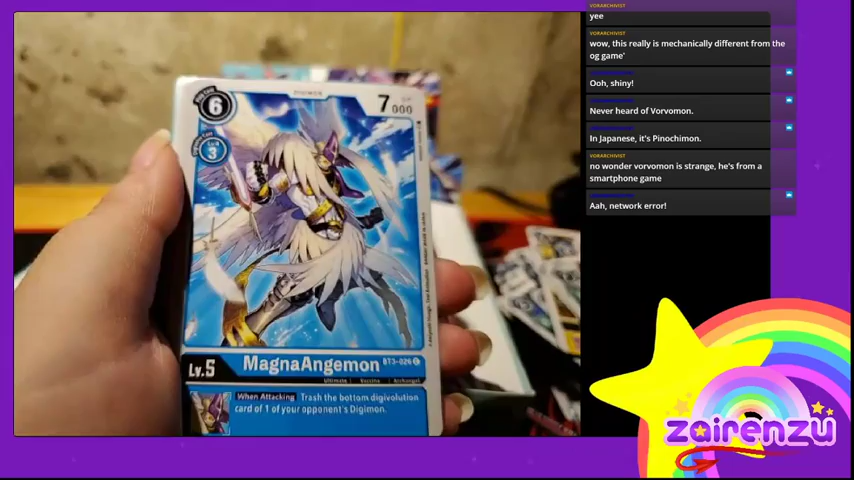 DIGIMON
6
7000
Lv.3
3
Lv.5
MagnaAngemon
BT3-026 C
Ultimate | Vaccine | Archangel
When Attacking Trash the bottom digivolution
card of 1 of your opponent's Digimon.
VORARCHIVIST
yee
VORARCHIVIST
wow, this really is mechanically different from the
og game'
Ooh, shiny!
Never heard of Vorvomon.
In Japanese, it's Pinochimon.
VORARCHIVIST
no wonder vorvomon is strange, he's from a
smartphone game
Aah, network error!
zairenzu